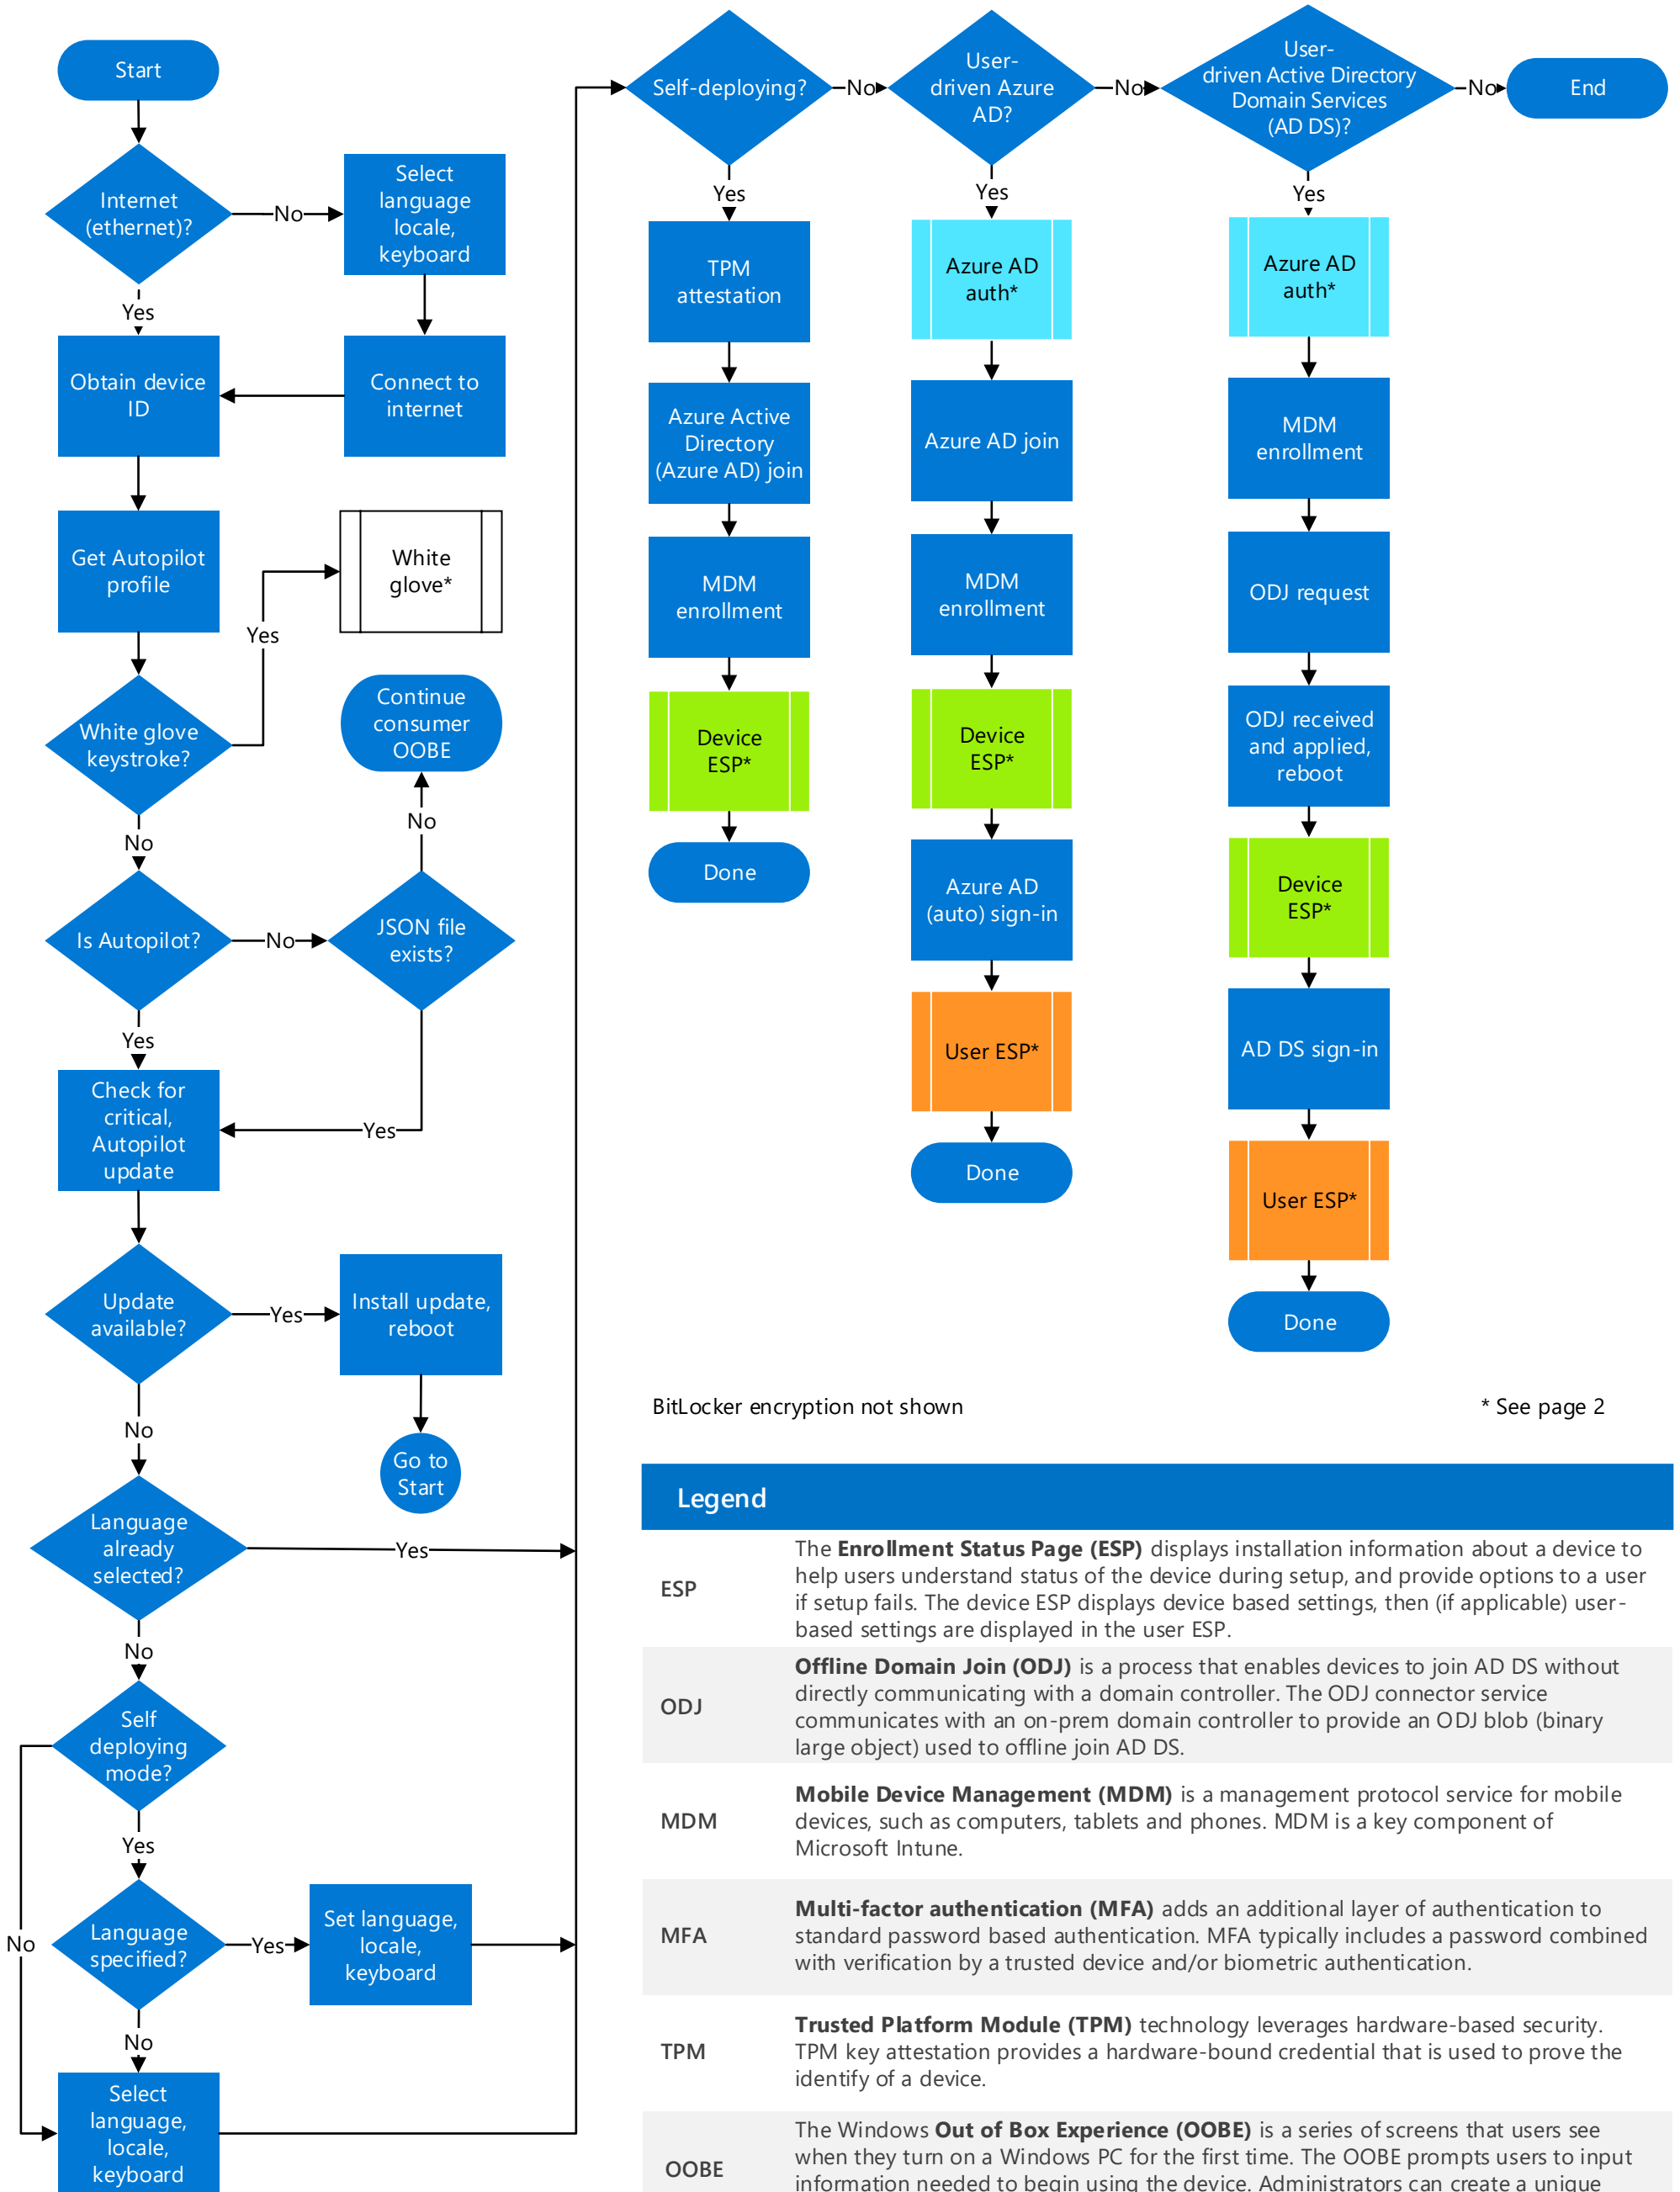 Start
Internet
(ethernet)?
No
Select
language
locale,
keyboard
Yes
Obtain device
ID
Connect to
internet
Get Autopilot
profile
White
glove*
Yes
White glove
keystroke?
Continue
consumer
OOBE
No
No
Is Autopilot?
No
JSON file
exists?
Yes
Check for
critical,
Autopilot
update
Yes
Update
available?
Yes
Install update,
reboot
No
Go to
Start
Language
already
selected?
Yes
No
Self
deploying
mode?
Yes
No
Language
specified?
Yes
Set language,
locale,
keyboard
No
Select
language,
locale,
keyboard
Self-deploying?
No
User-
driven Azure
AD?
No
User-
driven Active Directory
Domain Services
(AD DS)?
No
End
Yes
TPM
attestation
Azure Active
Directory
(Azure AD) join
MDM
enrollment
Device
ESP*
Done
Yes
Azure AD
auth*
Azure AD join
MDM
enrollment
Device
ESP*
Azure AD
(auto) sign-in
User ESP*
Done
Yes
Azure AD
auth*
MDM
enrollment
ODJ request
ODJ received
and applied,
reboot
Device
ESP*
AD DS sign-in
User ESP*
Done
BitLocker encryption not shown
* See page 2
Legend
ESP
The Enrollment Status Page (ESP) displays installation information about a device to
help users understand status of the device during setup, and provide options to a user
if setup fails. The device ESP displays device based settings, then (if applicable) user-
based settings are displayed in the user ESP.
ODJ
Offline Domain Join (ODJ) is a process that enables devices to join AD DS without
directly communicating with a domain controller. The ODJ connector service
communicates with an on-prem domain controller to provide an ODJ blob (binary
large object) used to offline join AD DS.
MDM
Mobile Device Management (MDM) is a management protocol service for mobile
devices, such as computers, tablets and phones. MDM is a key component of
Microsoft Intune.
MFA
Multi-factor authentication (MFA) adds an additional layer of authentication to
standard password based authentication. MFA typically includes a password combined
with verification by a trusted device and/or biometric authentication.
TPM
Trusted Platform Module (TPM) technology leverages hardware-based security.
TPM key attestation provides a hardware-bound credential that is used to prove the
identify of a device.
OOBE
The Windows Out of Box Experience (OOBE) is a series of screens that users see
when they turn on a Windows PC for the first time. The OOBE prompts users to input
information needed to begin using the device. Administrators can create a unique